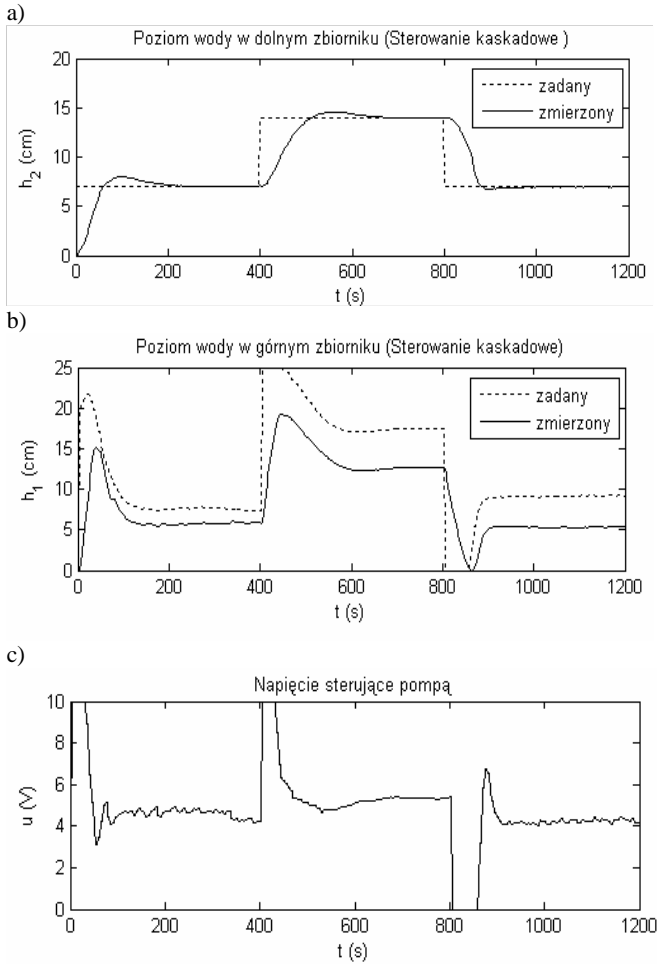 a)
Poziom wody w dolnym zbiorniku (Sterowanie kaskadowe )
20
15
10
5
0
h2 (cm)
zadany
zmierzony
0 200 400 600 800 1000 1200
t (s)
b)
Poziom wody w górnym zbiorniku (Sterowanie kaskadowe)
25
20
15
10
5
0
h1 (cm)
zadany
zmierzony
0 200 400 600 800 1000 1200
t (s)
c)
Napięcie sterujące pompą
10
8
6
4
2
0
u (V)
0 200 400 600 800 1000 1200
t (s)